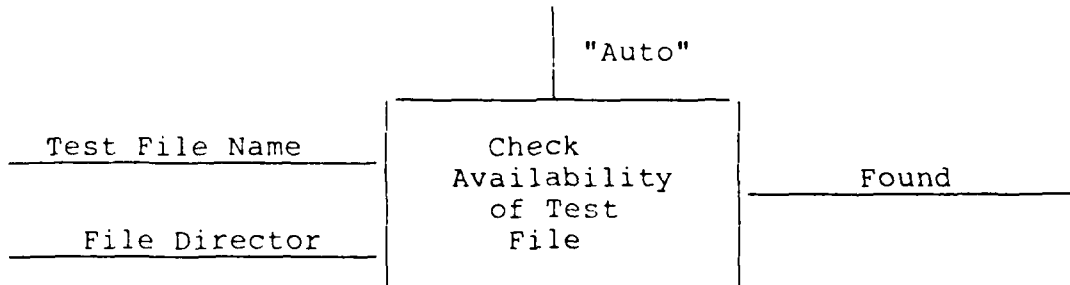 "Auto"
Test File Name
Check
Availability
of Test
File
Found
File Director